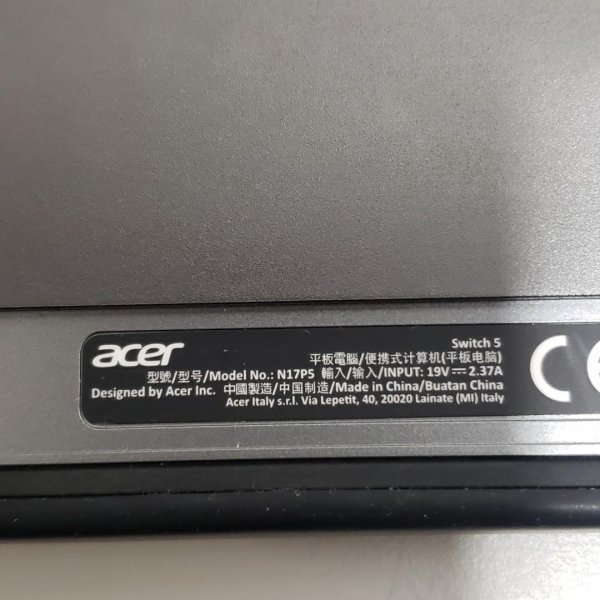 acer
Switch 5
平板電腦/便携式计算机(平板电脑)
型號/型号/Model No.: N17P5 輸入/输入/INPUT: 19V⎓2.37A
Designed by Acer Inc. 中國製造/中国制造/Made in China/Buatan China
Acer Italy s.r.l. Via Lepetit, 40, 20020 Lainate (MI) Italy
CE